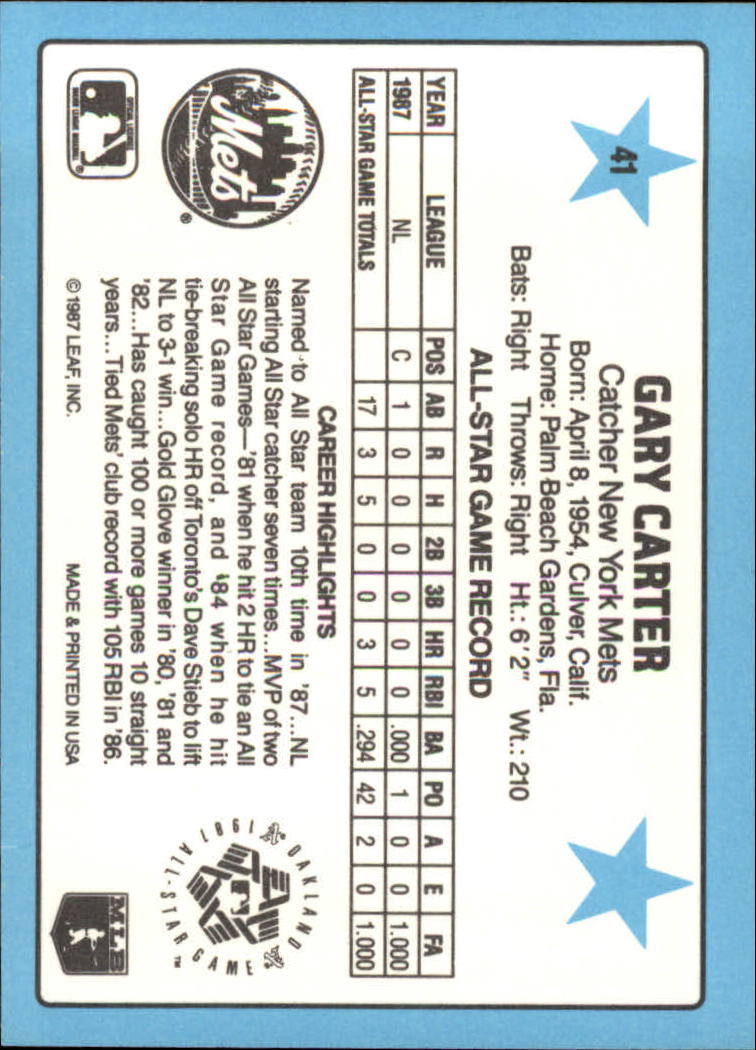 41
GARY CARTER
Catcher New York Mets
Born: April 8, 1954, Culver, Calif.
Home: Palm Beach Gardens, Fla.
Bats: Right Throws: Right Ht.: 6'2" Wt.: 210
ALL-STAR GAME RECORD
YEAR LEAGUE POS AB R H 2B 3B HR RBI BA PO A E FA
1987 NL C 1 0 0 0 0 0 0 .000 1 0 0 1.000
ALL-STAR GAME TOTALS 17 3 5 0 0 3 5 .294 42 2 0 1.000
Mets
®
CAREER HIGHLIGHTS
Named to All Star team 10th time in '87...NL
starting All Star catcher seven times...MVP of two
All Star Games—'81 when he hit 2 HR to tie an All
Star Game record, and '84 when he hit
tie-breaking solo HR off Toronto's Dave Stieb to lift
NL to 3-1 win...Gold Glove winner in '80, '81 and
'82...Has caught 100 or more games 10 straight
years... Tied Mets' club record with 105 RBI in '86.
OAKLAND
1987 ALL-STAR GAME ™
OFFICIAL LICENSEE
MAJOR LEAGUE BASEBALL
®
© 1987 LEAF, INC. MADE & PRINTED IN USA
MLB